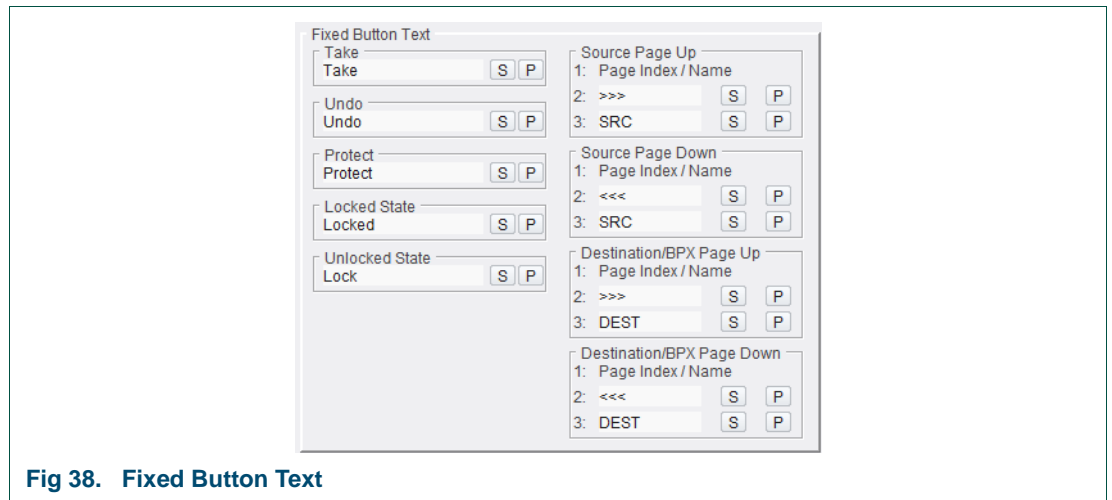 Fixed Button Text
Take
Take S P
Undo
Undo S P
Protect
Protect S P
Locked State
Locked S P
Unlocked State
Lock S P
Source Page Up
1: Page Index / Name
2: >>> S P
3: SRC S P
Source Page Down
1: Page Index / Name
2: <<< S P
3: SRC S P
Destination/BPX Page Up
1: Page Index / Name
2: >>> S P
3: DEST S P
Destination/BPX Page Down
1: Page Index / Name
2: <<< S P
3: DEST S P
Fig 38. Fixed Button Text